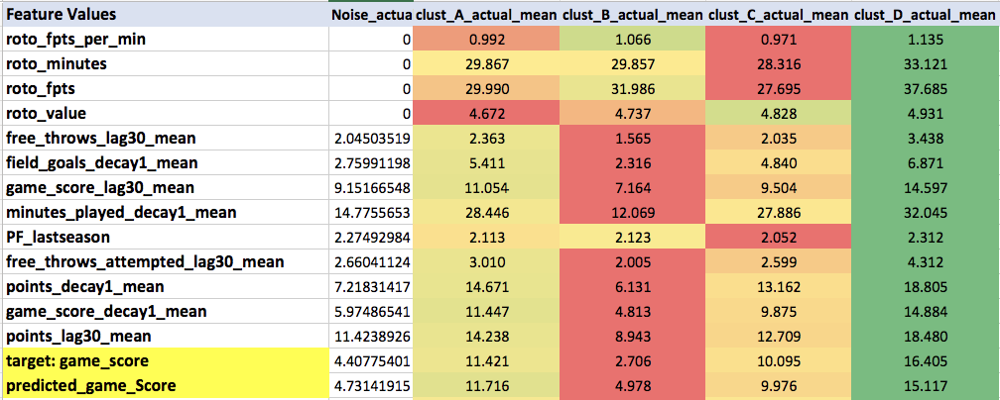 Feature Values Noise_actua clust_A_actual_mean clust_B_actual_mean clust_C_actual_mean clust_D_actual_mean
roto_fpts_per_min 0 0.992 1.066 0.971 1.135
roto_minutes 0 29.867 29.857 28.316 33.121
roto_fpts 0 29.990 31.986 27.695 37.685
roto_value 0 4.672 4.737 4.828 4.931
free_throws_lag30_mean 2.04503519 2.363 1.565 2.035 3.438
field_goals_decay1_mean 2.75991198 5.411 2.316 4.840 6.871
game_score_lag30_mean 9.15166548 11.054 7.164 9.504 14.597
minutes_played_decay1_mean 14.7755653 28.446 12.069 27.886 32.045
PF_lastseason 2.27492984 2.113 2.123 2.052 2.312
free_throws_attempted_lag30_mean 2.66041124 3.010 2.005 2.599 4.312
points_decay1_mean 7.21831417 14.671 6.131 13.162 18.805
game_score_decay1_mean 5.97486541 11.447 4.813 9.875 14.884
points_lag30_mean 11.4238926 14.238 8.943 12.709 18.480
target: game_score 4.40775401 11.421 2.706 10.095 16.405
predicted_game_Score 4.73141915 11.716 4.978 9.976 15.117